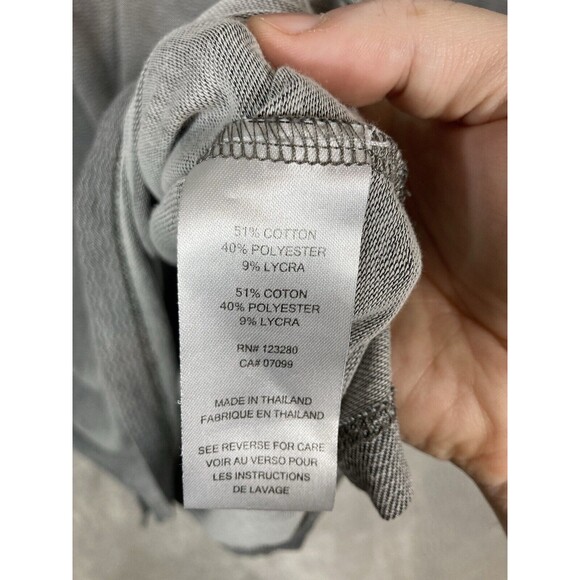 51% COTTON
40% POLYESTER
9% LYCRA
51% COTON
40% POLYESTER
9% LYCRA
RN# 123280
CA# 07099
MADE IN THAILAND
FABRIQUE EN THAILAND
SEE REVERSE FOR CARE
VOIR AU VERSO POUR
LES INSTRUCTIONS
DE LAVAGE